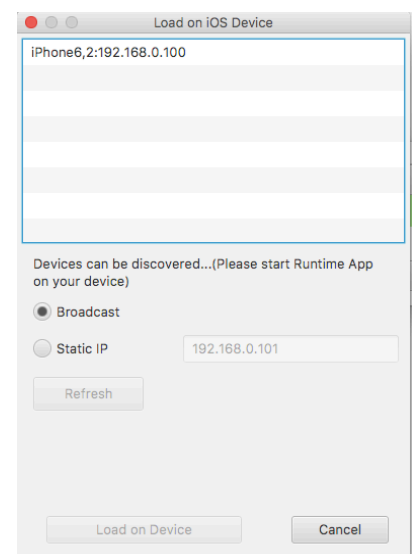 Load on iOS Device
iPhone6,2:192.168.0.100
Devices can be discovered...(Please start Runtime App
on your device)
Broadcast
Static IP
192.168.0.101
Refresh
Load on Device
Cancel